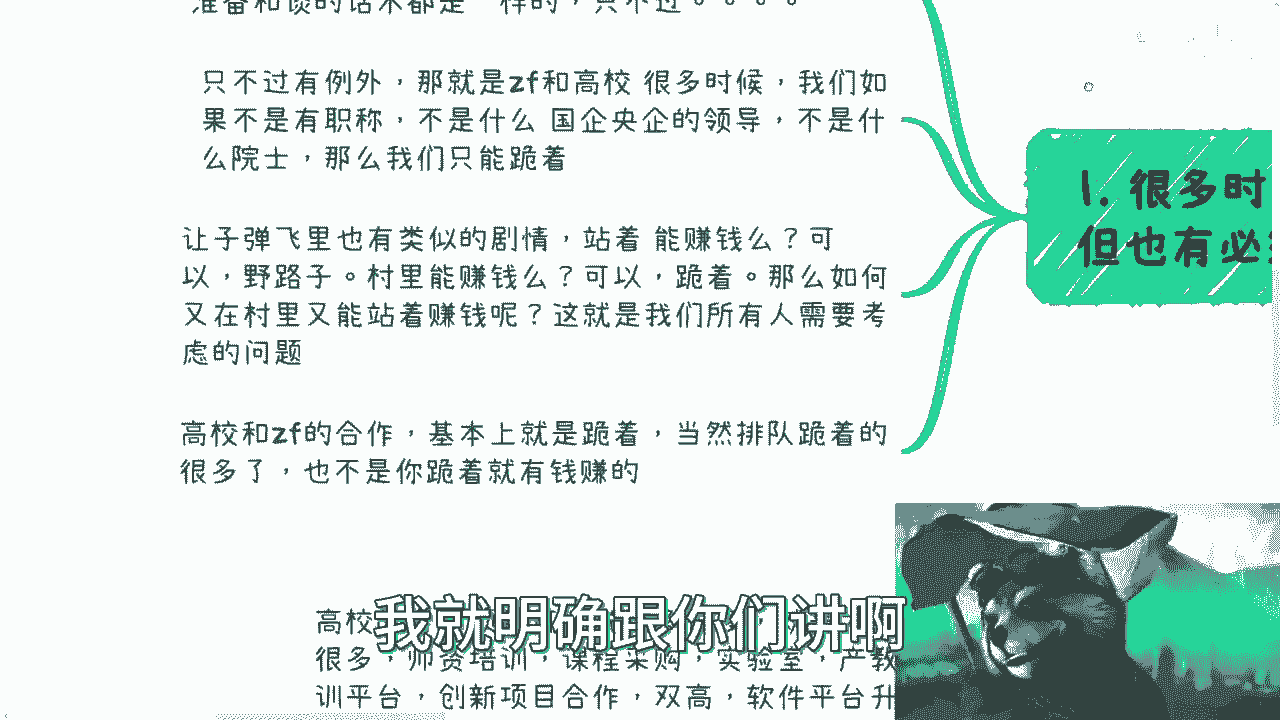 准备和谈的话术都是一样的，只不过。。。。
只不过有例外，那就是zf和高校 很多时候，我们如
果不是有职称，不是什么 国企央企的领导，不是什
么院士，那么我们只能跪着
让子弹飞里也有类似的剧情，站着 能赚钱么？可
以，野路子。村里能赚钱么？可以，跪着。那么如何
又在村里又能站着赚钱呢？这就是我们所有人需要考
虑的问题
高校和zf的合作，基本上就是跪着，当然排队跪着的
很多了，也不是你跪着就有钱赚的
1. 很多时
但也有必
高校
我就明确跟你们讲啊
很多，师资培训，课程采购，实验室，产教
训平台，创新项目合作，双高，软件平台升